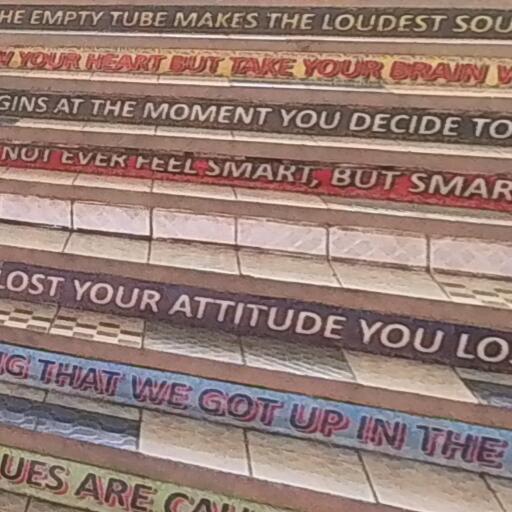 HE EMPTY TUBE MAKES THE LOUDEST SOU
W YOUR HEART BUT TAKE YOUR BRAIN W
GINS AT THE MOMENT YOU DECIDE TO
NOT EVER FEEL SMART, BUT SMAR
LOST YOUR ATTITUDE YOU LOS
NG THAT WE GOT UP IN THE
UES ARE